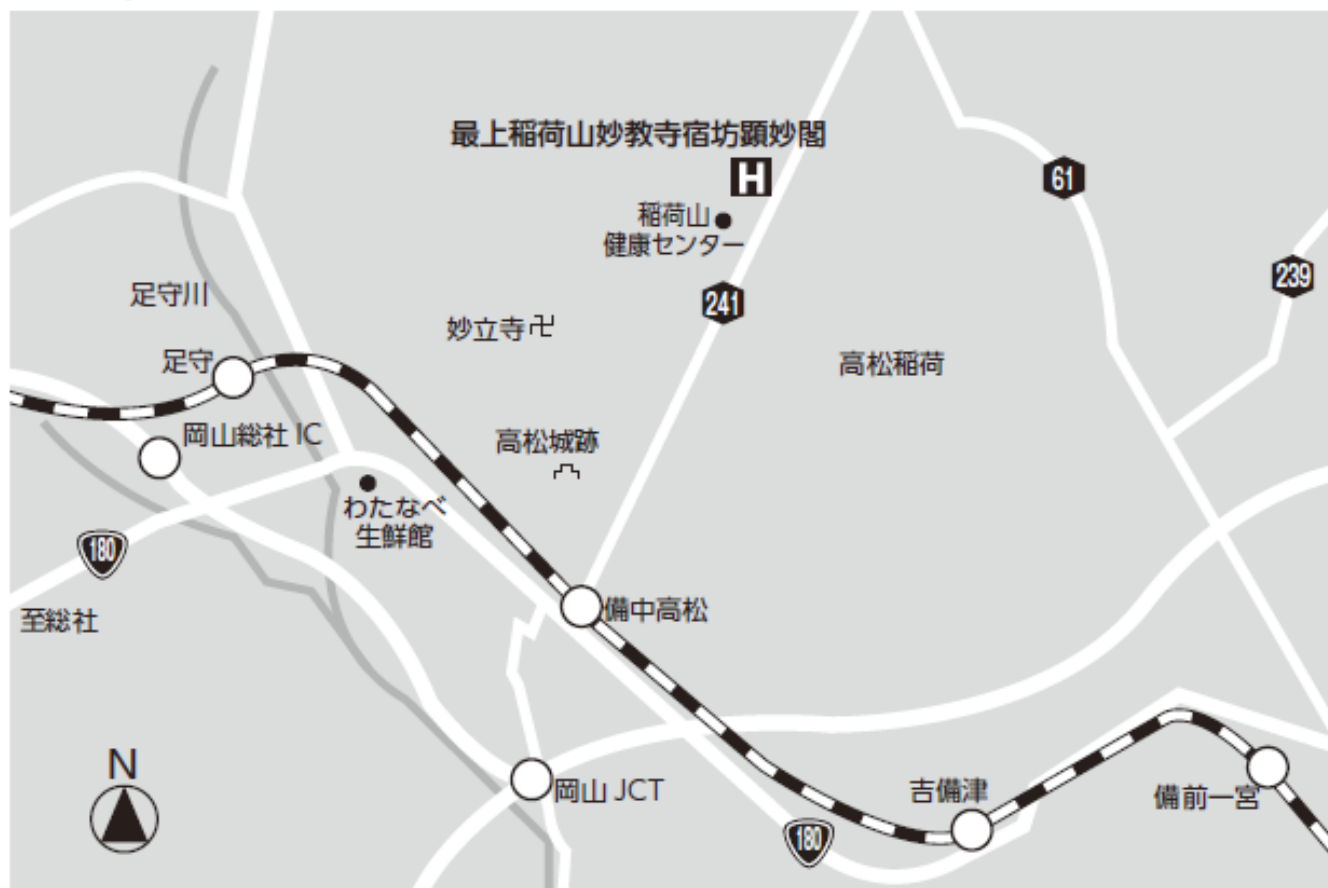 最上稲荷山妙教寺宿坊顕妙閣
H
稲荷山
健康センター
61
239
241
足守川
妙立寺
高松稲荷
足守
岡山総社 IC
高松城跡
わたなべ
生鮮館
180
至総社
備中高松
N
岡山 JCT
吉備津
備前一宮
180